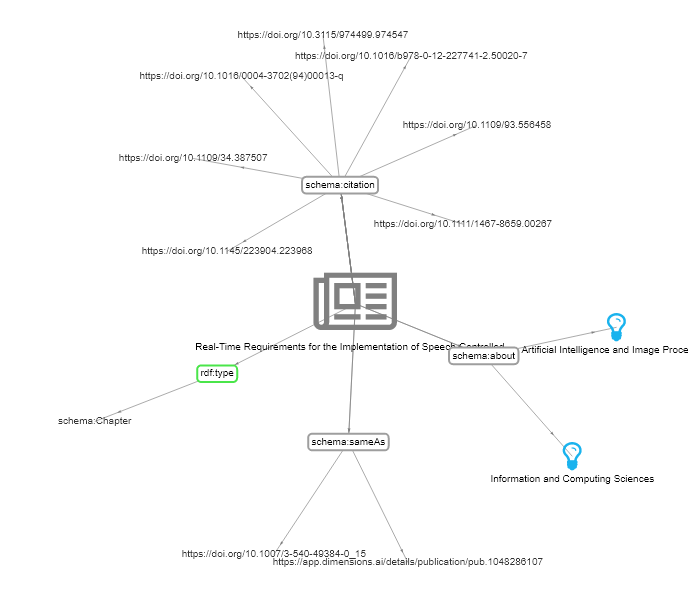 https://doi.org/10.3115/974499.974547
https://doi.org/10.1016/b978-0-12-227741-2.50020-7
https://doi.org/10.1016/0004-3702(94)00013-q
https://doi.org/10.1109/93.556458
https://doi.org/10.1109/34.387507
schema:citation
https://doi.org/10.1111/1467-8659.00267
https://doi.org/10.1145/223904.223968
Real-Time Requirements for the Implementation of Speech-Controlled
schema:about
Artificial Intelligence and Image Proce
rdf:type
schema:Chapter
schema:sameAs
Information and Computing Sciences
https://doi.org/10.1007/3-540-49384-0_15
https://app.dimensions.ai/details/publication/pub.1048286107